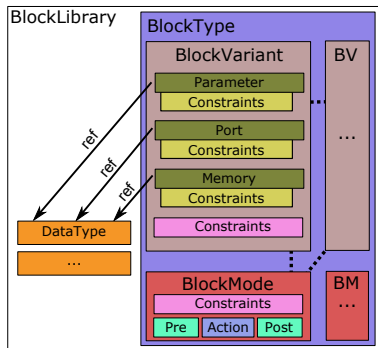 BlockLibrary
BlockType
BlockVariant
BV
Parameter
Constraints
ref
Port
Constraints
ref
...
Memory
Constraints
ref
DataType
Constraints
...
BlockMode
BM
Constraints
...
Pre
Action
Post